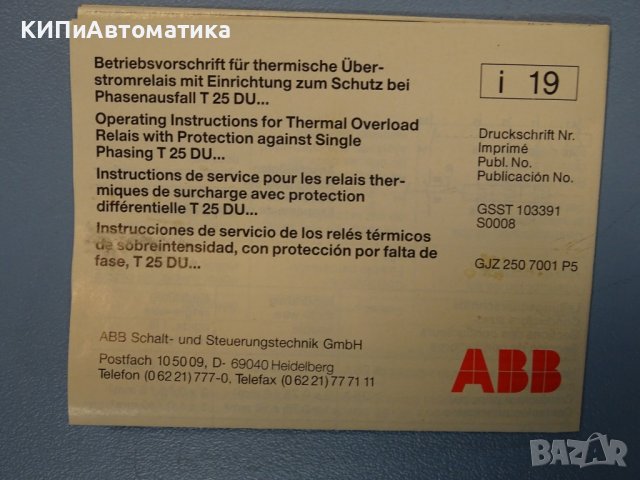 КИПиАвтоматика
Betriebsvorschrift für thermische Über-
stromrelais mit Einrichtung zum Schutz bei
Phasenausfall T 25 DU...
Operating Instructions for Thermal Overload
Relais with Protection against Single
Phasing T 25 DU...
Instructions de service pour les relais ther-
miques de surcharge avec protection
différentielle T 25 DU...
Instrucciones de servicio de los relés térmicos
de sobreintensidad, con protección por falta de
fase, T 25 DU...
i 19
Druckschrift Nr.
Imprimé
Publ. No.
Publicación No.
GSST 103391
S0008
GJZ 250 7001 P5
ABB Schalt- und Steuerungstechnik GmbH
Postfach 10 50 09, D- 69040 Heidelberg
Telefon (0 62 21) 777-0. Telefax (0 62 21) 77 71 11
ABB
BAZAR